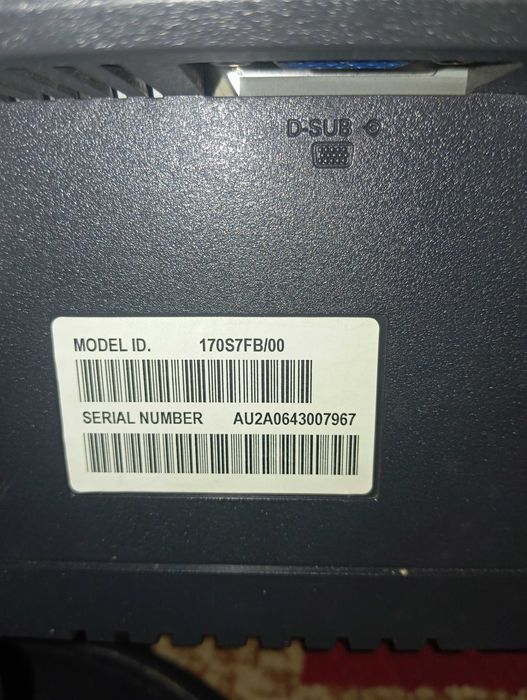 D-SUB
MODEL ID. 170S7FB/00
SERIAL NUMBER AU2A0643007967